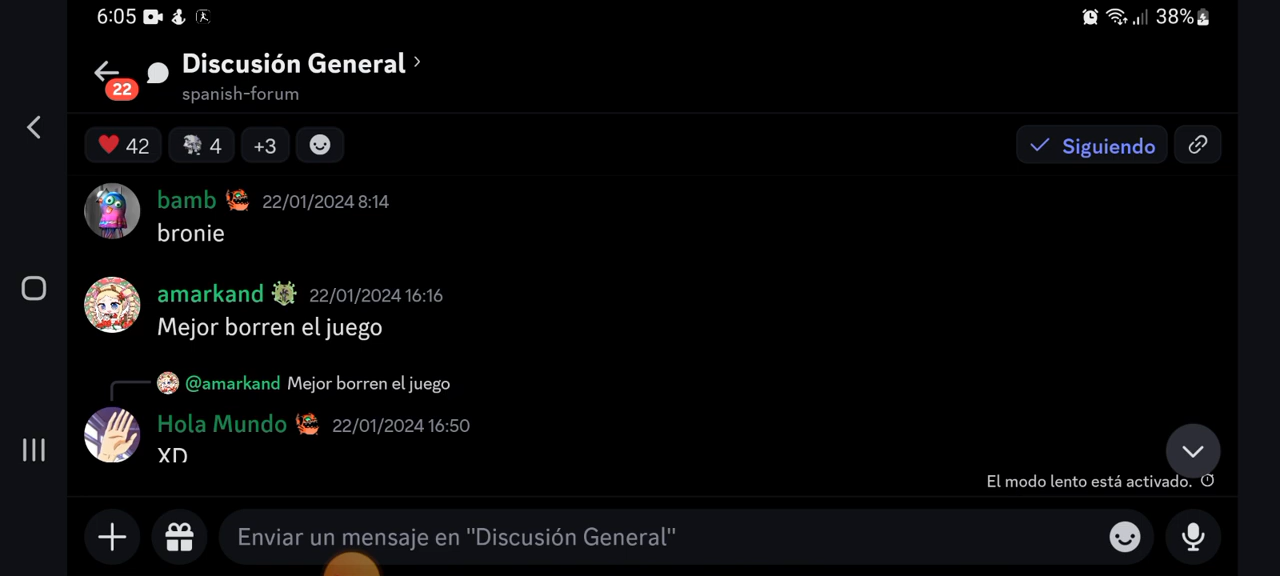 6:05
38%
22
Discusión General
spanish-forum
42 4 +3
Siguiendo
bamb 22/01/2024 8:14
bronie
amarkand 22/01/2024 16:16
Mejor borren el juego
@amarkand Mejor borren el juego
Hola Mundo 22/01/2024 16:50
XD
El modo lento está activado.
Enviar un mensaje en "Discusión General"